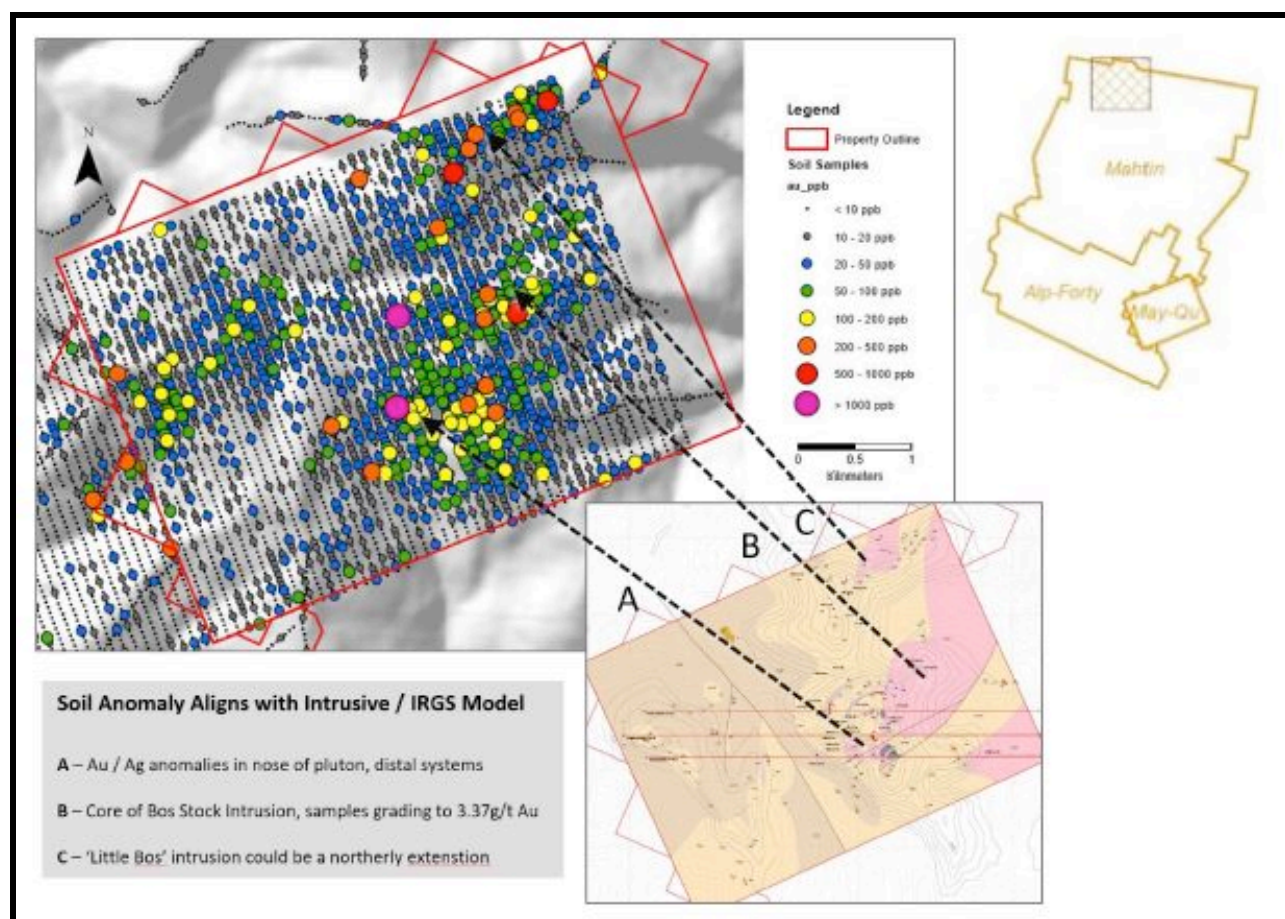 N
Legend
Property Outline
Soil Samples
au_ppb
< 10 ppb
10 - 20 ppb
20 - 50 ppb
50 - 100 ppb
100 - 200 ppb
200 - 500 ppb
500 - 1000 ppb
> 1000 ppb
0 0.5 1
Kilometers
Mahtin
Alp-Forty
May-Qu
A
B
C
Soil Anomaly Aligns with Intrusive / IRGS Model
A – Au / Ag anomalies in nose of pluton, distal systems
B – Core of Bos Stock Intrusion, samples grading to 3.37g/t Au
C – ‘Little Bos’ intrusion could be a northerly extenstion